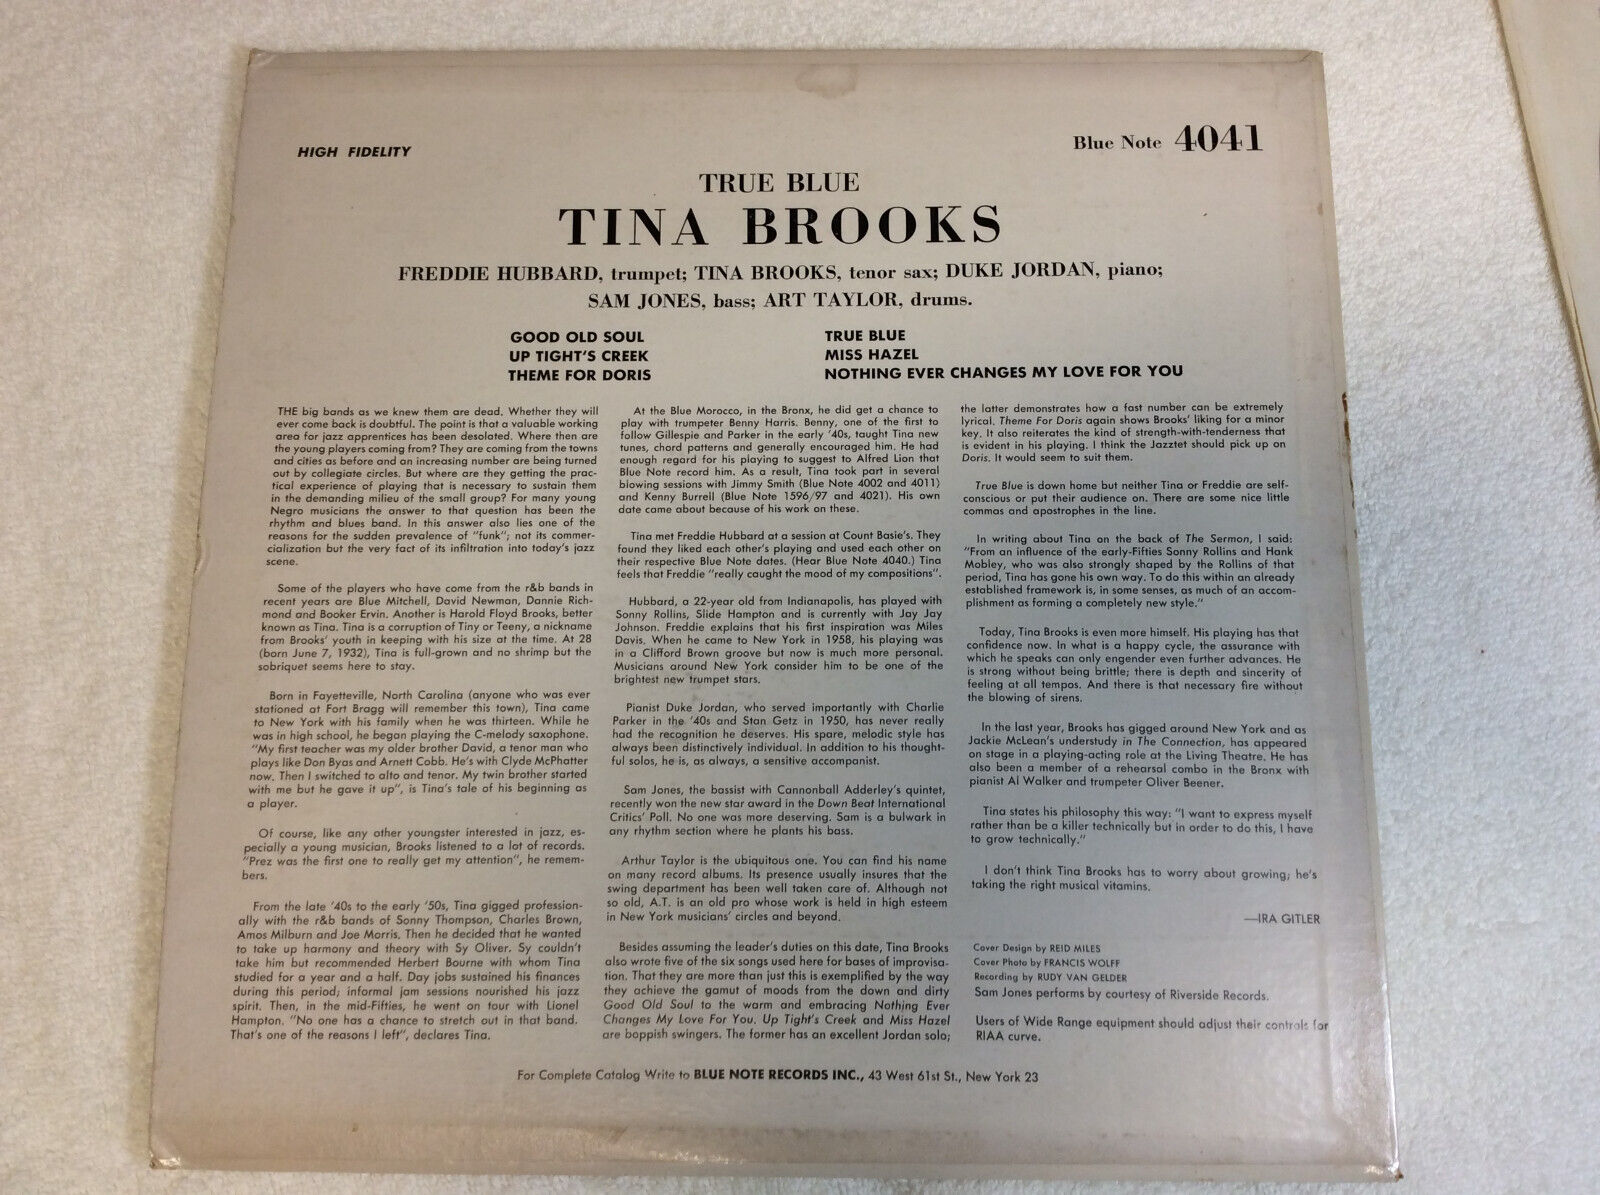 HIGH FIDELITY
Blue Note 4041
TRUE BLUE
TINA BROOKS
FREDDIE HUBBARD, trumpet; TINA BROOKS, tenor sax; DUKE JORDAN, piano;
SAM JONES, bass; ART TAYLOR, drums.
GOOD OLD SOUL
UP TIGHT'S CREEK
THEME FOR DORIS
TRUE BLUE
MISS HAZEL
NOTHING EVER CHANGES MY LOVE FOR YOU
THE big bands as we knew them are dead. Whether they will
ever come back is doubtful. The point is that a valuable working
area for jazz apprentices has been desolated. Where then are
the young players coming from? They are coming from the towns
and cities as before and an increasing number are being turned
out by collegiate circles. But where are they getting the prac-
tical experience of playing that is necessary to sustain them
in the demanding milieu of the small group? For many young
Negro musicians the answer to that question has been the
rhythm and blues band. In this answer also lies one of the
reasons for the sudden prevalence of "funk"; not its commer-
cialization but the very fact of its infiltration into today's jazz
scene.
Some of the players who have come from the r&b bands in
recent years are Blue Mitchell, David Newman, Dannie Rich-
mond and Booker Ervin. Another is Harold Floyd Brooks, better
known as Tina. Tina is a corruption of Tiny or Teeny, a nickname
from Brooks' youth in keeping with his size at the time. At 28
(born June 7, 1932), Tina is full-grown and no shrimp but the
sobriquet seems here to stay.
Born in Fayetteville, North Carolina (anyone who was ever
stationed at Fort Bragg will remember this town), Tina came
to New York with his family when he was thirteen. While he
was in high school, he began playing the C-melody saxophone.
"My first teacher was my older brother David, a tenor man who
plays like Don Byas and Arnett Cobb. He's with Clyde McPhatter
now. Then I switched to alto and tenor. My twin brother started
with me but he gave it up", is Tina's tale of his beginning as
a player.
Of course, like any other youngster interested in jazz, es-
pecially a young musician, Brooks listened to a lot of records.
"Prez was the first one to really get my attention", he remem-
bers.
From the late '40s to the early '50s, Tina gigged profession-
ally with the r&b bands of Sonny Thompson, Charles Brown,
Amos Milburn and Joe Morris. Then he decided that he wanted
to take up harmony and theory with Sy Oliver. Sy couldn't
take him but recommended Herbert Bourne with whom Tina
studied for a year and a half. Day jobs sustained his finances
during this period; informal jam sessions nourished his jazz
spirit. Then, in the mid-Fifties, he went on tour with Lionel
Hampton. "No one has a chance to stretch out in that band.
That's one of the reasons I left", declares Tina.
At the Blue Morocco, in the Bronx, he did get a chance to
play with trumpeter Benny Harris. Benny, one of the first to
follow Gillespie and Parker in the early '40s, taught Tina new
tunes, chord patterns and generally encouraged him. He had
enough regard for his playing to suggest to Alfred Lion that
Blue Note record him. As a result, Tina took part in several
blowing sessions with Jimmy Smith (Blue Note 4002 and 4011)
and Kenny Burrell (Blue Note 1596/97 and 4021). His own
date came about because of his work on these.
Tina met Freddie Hubbard at a session at Count Basie's. They
found they liked each other's playing and used each other on
their respective Blue Note dates. (Hear Blue Note 4040.) Tina
feels that Freddie "really caught the mood of my compositions".
Hubbard, a 22-year old from Indianapolis, has played with
Sonny Rollins, Slide Hampton and is currently with Jay Jay
Johnson. Freddie explains that his first inspiration was Miles
Davis. When he came to New York in 1958, his playing was
in a Clifford Brown groove but now is much more personal.
Musicians around New York consider him to be one of the
brightest new trumpet stars.
Pianist Duke Jordan, who served importantly with Charlie
Parker in the '40s and Stan Getz in 1950, has never really
had the recognition he deserves. His spare, melodic style has
always been distinctively individual. In addition to his thought-
ful solos, he is, as always, a sensitive accompanist.
Sam Jones, the bassist with Cannonball Adderley's quintet,
recently won the new star award in the Down Beat International
Critics' Poll. No one was more deserving. Sam is a bulwark in
any rhythm section where he plants his bass.
Arthur Taylor is the ubiquitous one. You can find his name
on many record albums. Its presence usually insures that the
swing department has been well taken care of. Although not
so old, A.T. is an old pro whose work is held in high esteem
in New York musicians' circles and beyond.
Besides assuming the leader's duties on this date, Tina Brooks
also wrote five of the six songs used here for bases of improvisa-
tion. That they are more than just this is exemplified by the way
they achieve the gamut of moods from the down and dirty
Good Old Soul to the warm and embracing Nothing Ever
Changes My Love For You. Up Tight's Creek and Miss Hazel
are boppish swingers. The former has an excellent Jordan solo;
the latter demonstrates how a fast number can be extremely
lyrical. Theme For Doris again shows Brooks' liking for a minor
key. It also reiterates the kind of strength-with-tenderness that
is evident in his playing. I think the Jazztet should pick up on
Doris. It would seem to suit them.
True Blue is down home but neither Tina or Freddie are self-
conscious or put their audience on. There are some nice little
commas and apostrophes in the line.
In writing about Tina on the back of The Sermon, I said:
"From an influence of the early-Fifties Sonny Rollins and Hank
Mobley, who was also strongly shaped by the Rollins of that
period, Tina has gone his own way. To do this within an already
established framework is, in some senses, as much of an accom-
plishment as forming a completely new style."
Today, Tina Brooks is even more himself. His playing has that
confidence now. In what is a happy cycle, the assurance with
which he speaks can only engender even further advances. He
is strong without being brittle; there is depth and sincerity of
feeling at all tempos. And there is that necessary fire without
the blowing of sirens.
In the last year, Brooks has gigged around New York and as
Jackie McLean's understudy in The Connection, has appeared
on stage in a playing-acting role at the Living Theatre. He has
also been a member of a rehearsal combo in the Bronx with
pianist Al Walker and trumpeter Oliver Beener.
Tina states his philosophy this way: "I want to express myself
rather than be a killer technically but in order to do this, I have
to grow technically."
I don't think Tina Brooks has to worry about growing; he's
taking the right musical vitamins.
—IRA GITLER
Cover Design by REID MILES
Cover Photo by FRANCIS WOLFF
Recording by RUDY VAN GELDER
Sam Jones performs by courtesy of Riverside Records.
Users of Wide Range equipment should adjust their controls for
RIAA curve.
For Complete Catalog Write to BLUE NOTE RECORDS INC., 43 West 61st St., New York 23